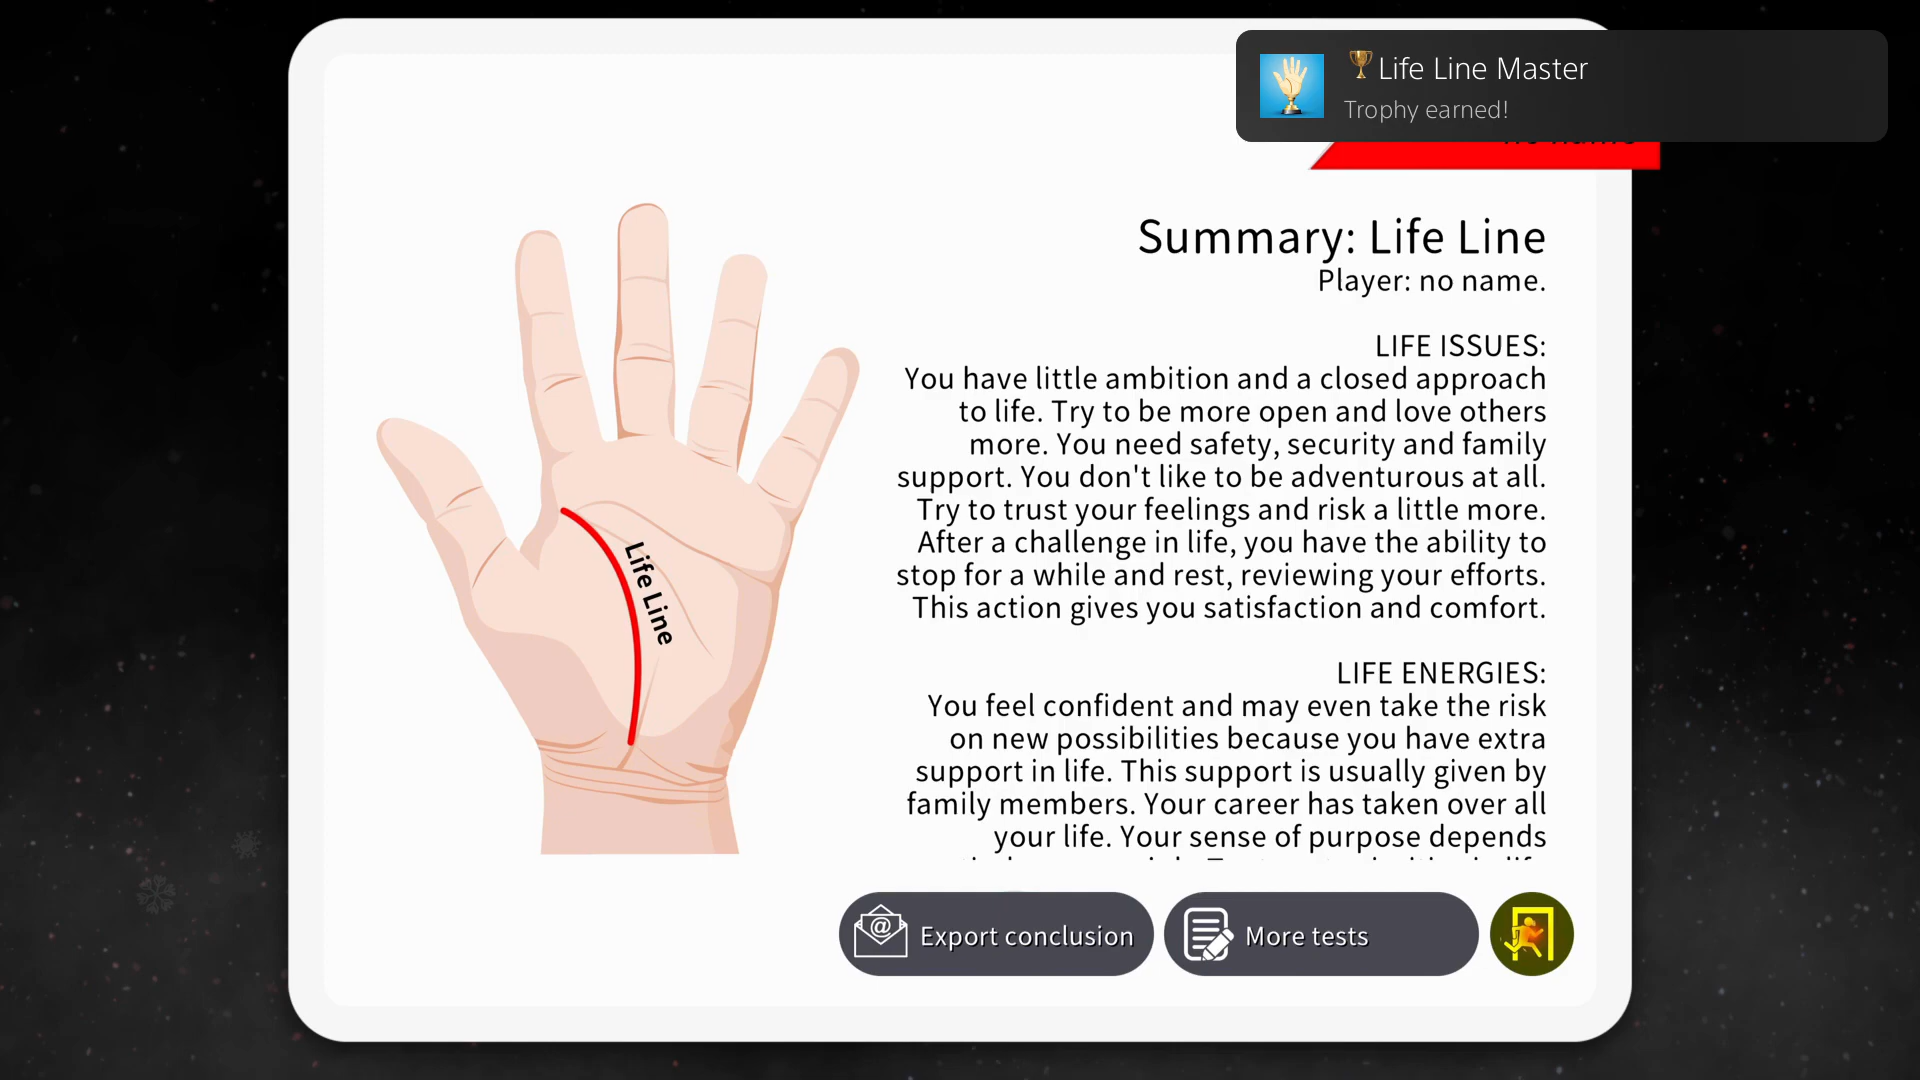 Life Line Master
Trophy earned!
Summary: Life Line
Player: no name.
LIFE ISSUES:
You have little ambition and a closed approach
to life. Try to be more open and love others
more. You need safety, security and family
support. You don't like to be adventurous at all.
Try to trust your feelings and risk a little more.
After a challenge in life, you have the ability to
stop for a while and rest, reviewing your efforts.
This action gives you satisfaction and comfort.
LIFE ENERGIES:
You feel confident and may even take the risk
on new possibilities because you have extra
support in life. This support is usually given by
family members. Your career has taken over all
your life. Your sense of purpose depends
Life Line
Export conclusion
More tests